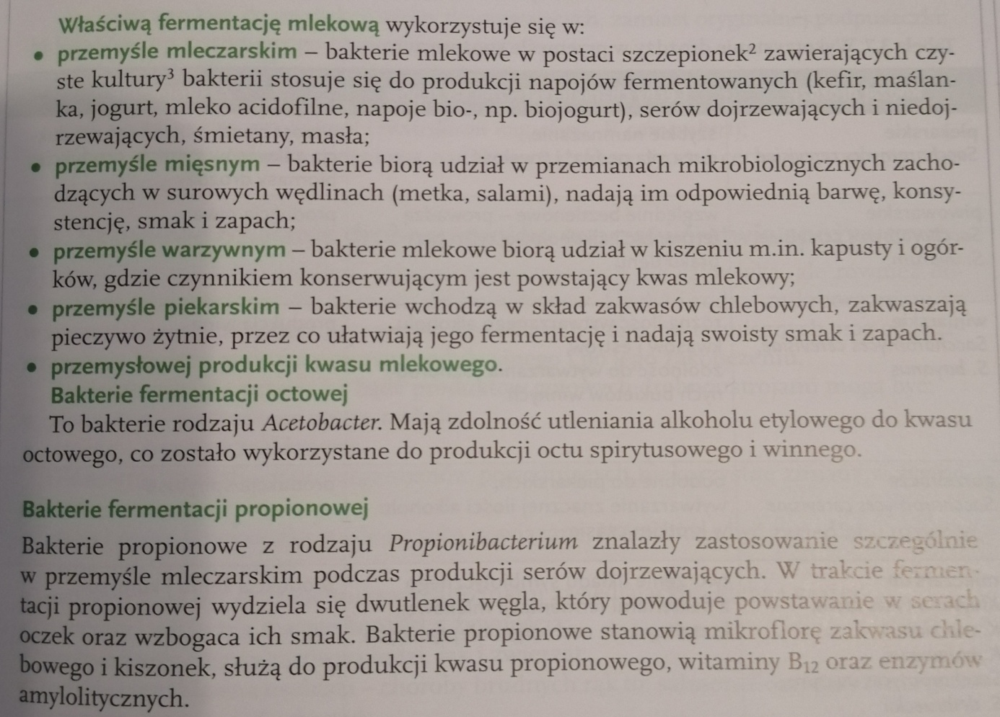 Właściwą fermentację mlekową wykorzystuje się w:
• przemyśle mleczarskim – bakterie mlekowe w postaci szczepionek² zawierających czy-
ste kultury³ bakterii stosuje się do produkcji napojów fermentowanych (kefir, maślan-
ka, jogurt, mleko acidofilne, napoje bio-, np. biojogurt), serów dojrzewających i niedoj-
rzewających, śmietany, masła;
• przemyśle mięsnym – bakterie biorą udział w przemianach mikrobiologicznych zacho-
dzących w surowych wędlinach (metka, salami), nadają im odpowiednią barwę, konsy-
stencję, smak i zapach;
• przemyśle warzywnym – bakterie mlekowe biorą udział w kiszeniu m.in. kapusty i ogór-
ków, gdzie czynnikiem konserwującym jest powstający kwas mlekowy;
• przemyśle piekarskim – bakterie wchodzą w skład zakwasów chlebowych, zakwaszają
pieczywo żytnie, przez co ułatwiają jego fermentację i nadają swoisty smak i zapach.
• przemysłowej produkcji kwasu mlekowego.
Bakterie fermentacji octowej
To bakterie rodzaju Acetobacter. Mają zdolność utleniania alkoholu etylowego do kwasu
octowego, co zostało wykorzystane do produkcji octu spirytusowego i winnego.
Bakterie fermentacji propionowej
Bakterie propionowe z rodzaju Propionibacterium znalazły zastosowanie szczególnie
w przemyśle mleczarskim podczas produkcji serów dojrzewających. W trakcie fermen-
tacji propionowej wydziela się dwutlenek węgla, który powoduje powstawanie w serach
oczek oraz wzbogaca ich smak. Bakterie propionowe stanowią mikroflorę zakwasu chle-
bowego i kiszonek, służą do produkcji kwasu propionowego, witaminy B₁₂ oraz enzymów
amylolitycznych.